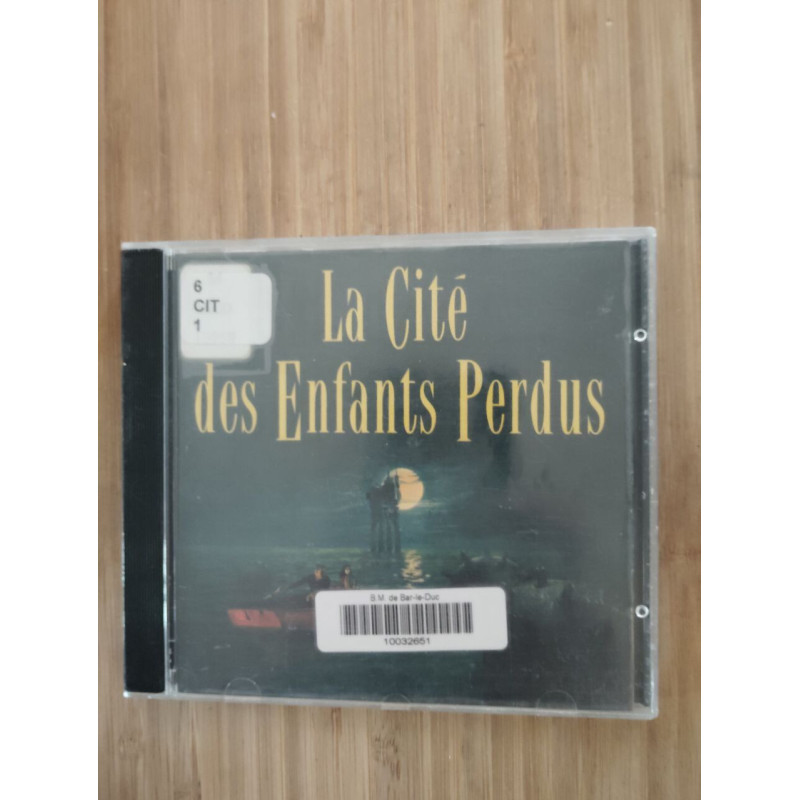 6
CIT
1
La Cité
des Enfants Perdus
B.M. de Bar-le-Duc
10032651